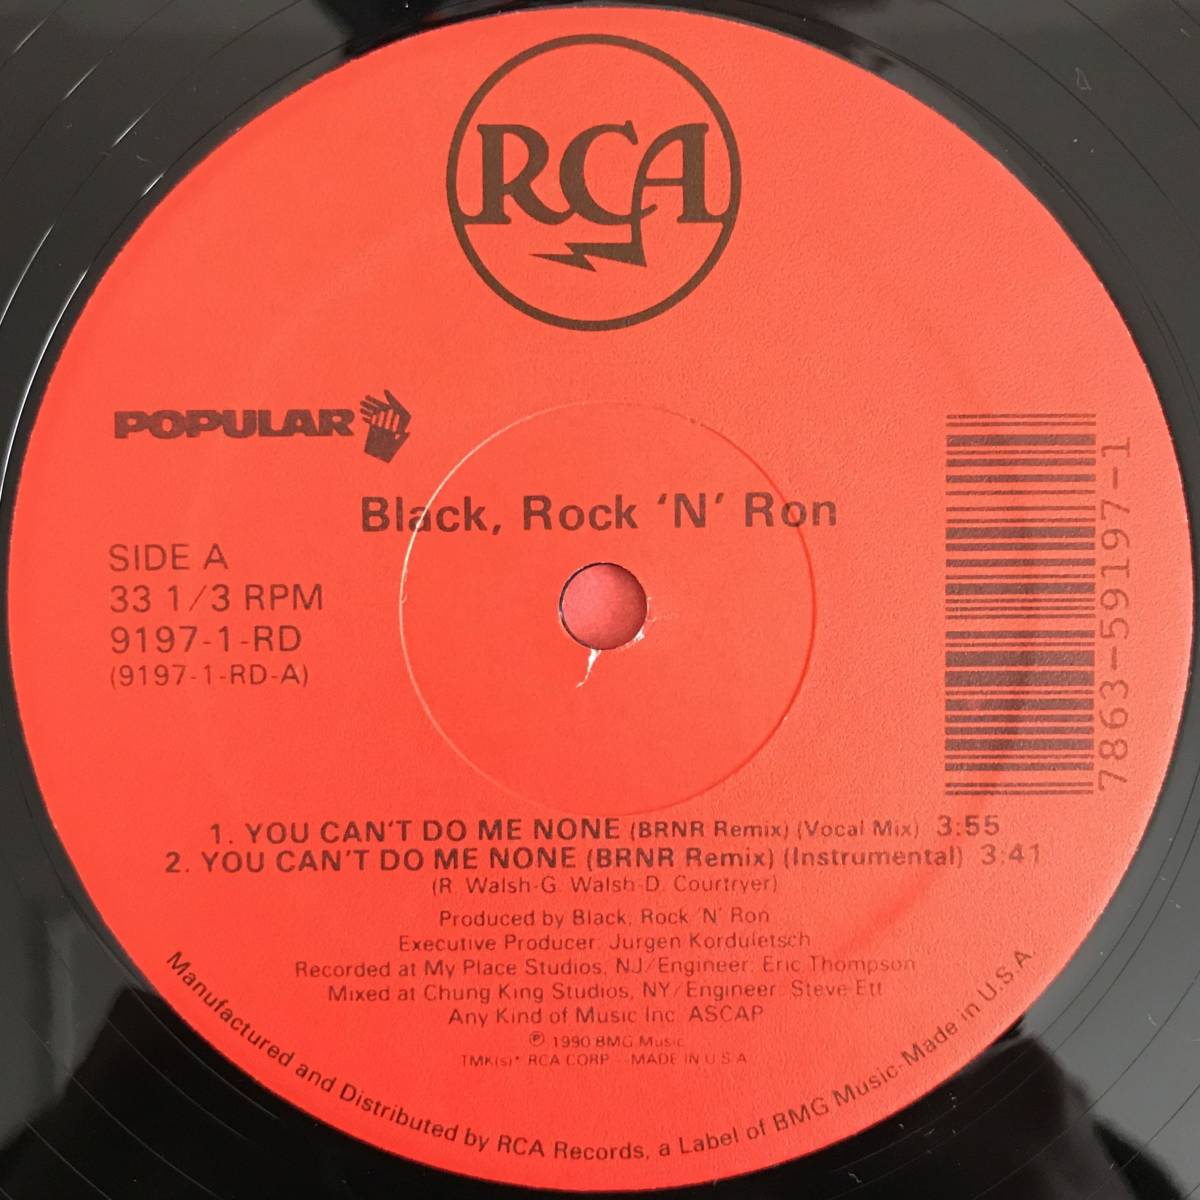 RCA
POPULAR
Black, Rock 'N' Ron
SIDE A
33 1/3 RPM
9197-1-RD
(9197-1-RD-A)
7863-59197-1
1. YOU CAN'T DO ME NONE (BRNR Remix) (Vocal Mix) 3:55
2. YOU CAN'T DO ME NONE (BRNR Remix) (Instrumental) 3:41
(R. Walsh-G. Walsh-D. Courtryer)
Produced by Black, Rock 'N' Ron
Executive Producer: Jurgen Korduletsch
Recorded at My Place Studios, NJ/Engineer: Eric Thompson
Mixed at Chung King Studios, NY/Engineer: Steve Ett
Any Kind of Music Inc. ASCAP
℗ 1990 BMG Music
TMK(s)® RCA CORP. - MADE IN U.S.A.
Manufactured and Distributed by RCA Records, a Label of BMG Music-Made in U.S.A.